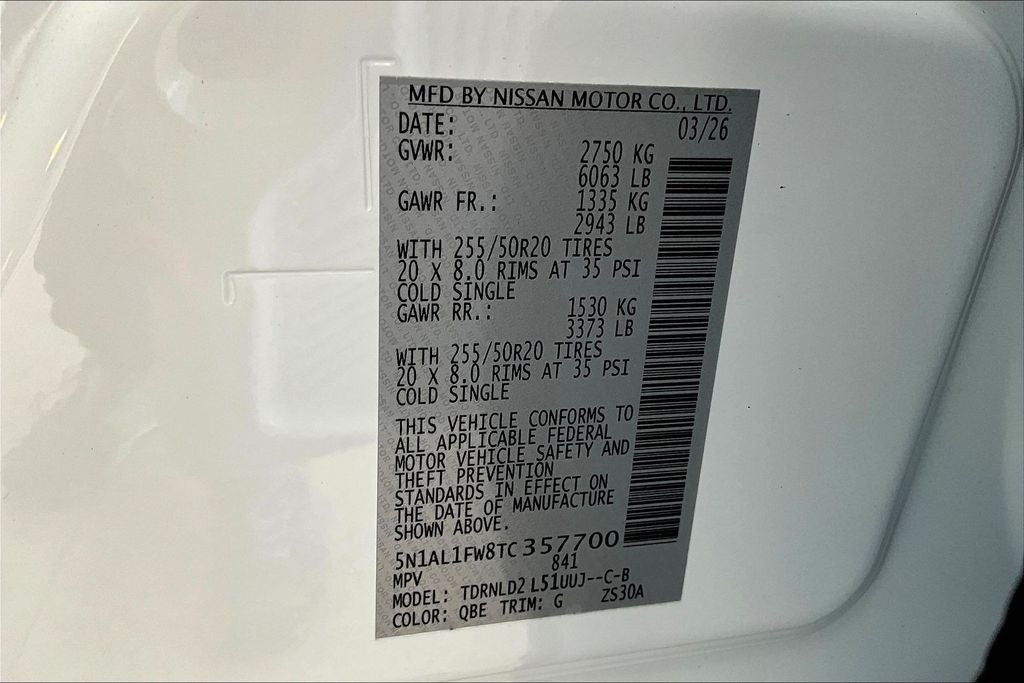 MFD BY NISSAN MOTOR CO., LTD.
DATE: 03/26
GVWR: 2750 KG
6063 LB
GAWR FR.: 1335 KG
2943 LB
WITH 255/50R20 TIRES
20 X 8.0 RIMS AT 35 PSI
COLD SINGLE
GAWR RR.: 1530 KG
3373 LB
WITH 255/50R20 TIRES
20 X 8.0 RIMS AT 35 PSI
COLD SINGLE
THIS VEHICLE CONFORMS TO
ALL APPLICABLE FEDERAL
MOTOR VEHICLE SAFETY AND
THEFT PREVENTION
STANDARDS IN EFFECT ON
THE DATE OF MANUFACTURE
SHOWN ABOVE.
5N1AL1FW8TC357700
MPV 841
MODEL: TDRNLD2 L51UUJ--C-B
COLOR: QBE TRIM: G ZS30A